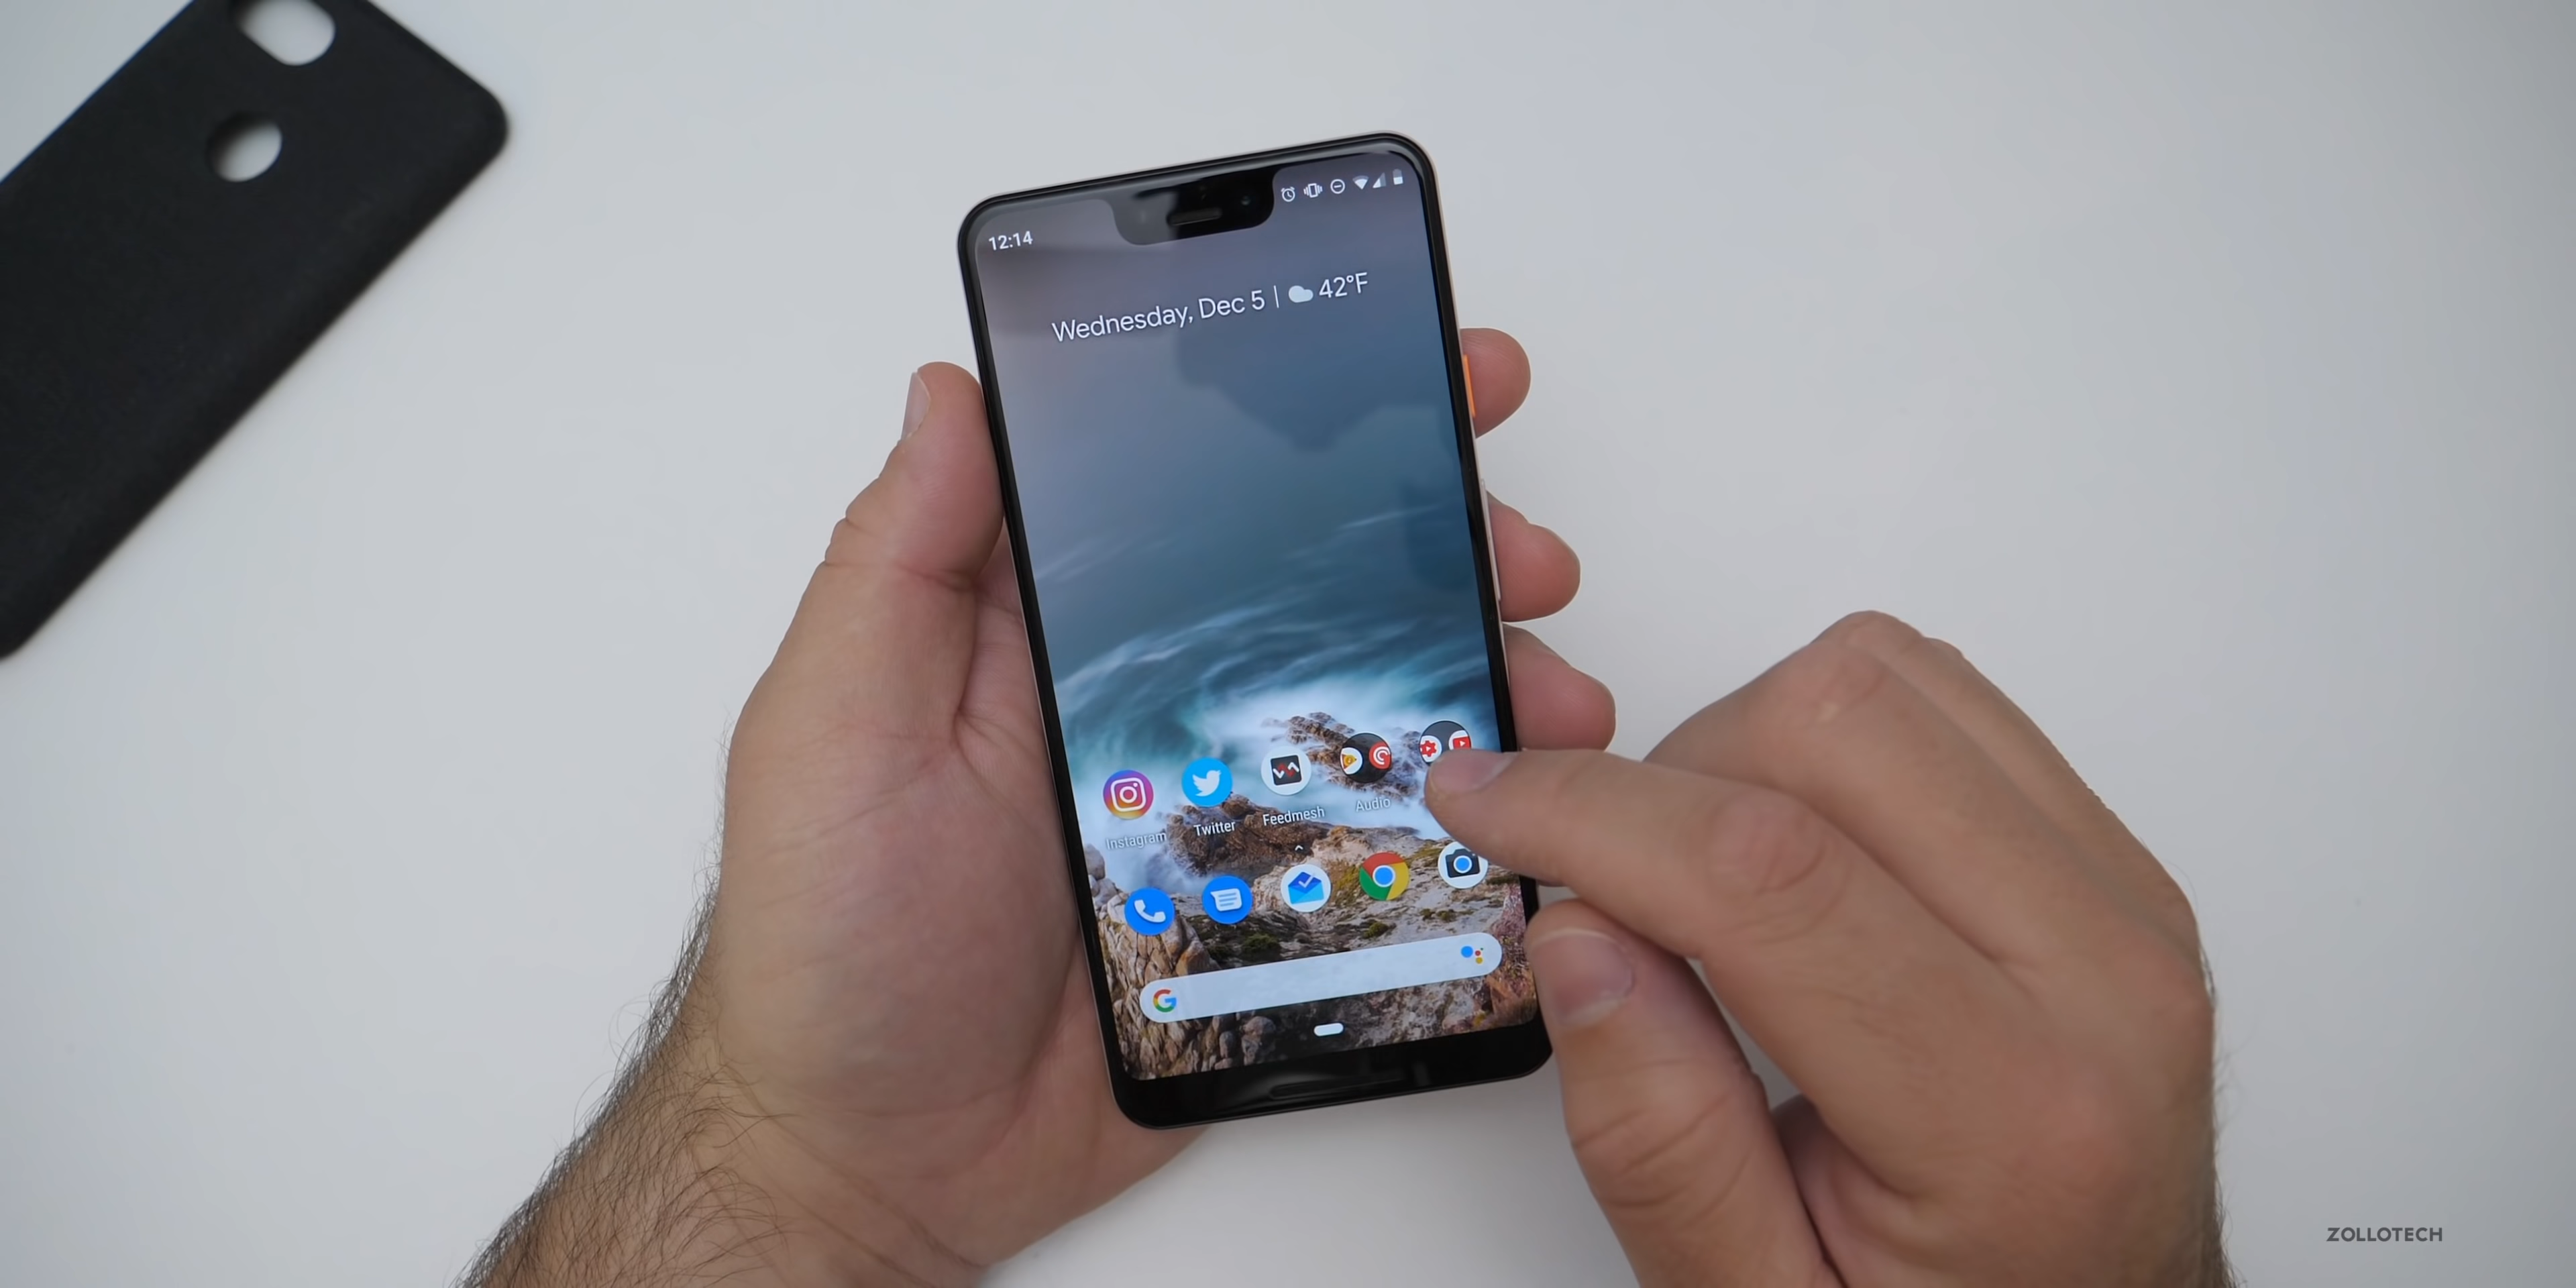 12:14
Wednesday, Dec 5 | 42°F
Instagram
Twitter
Feedmesh
Audio
G
ZOLLOTECH